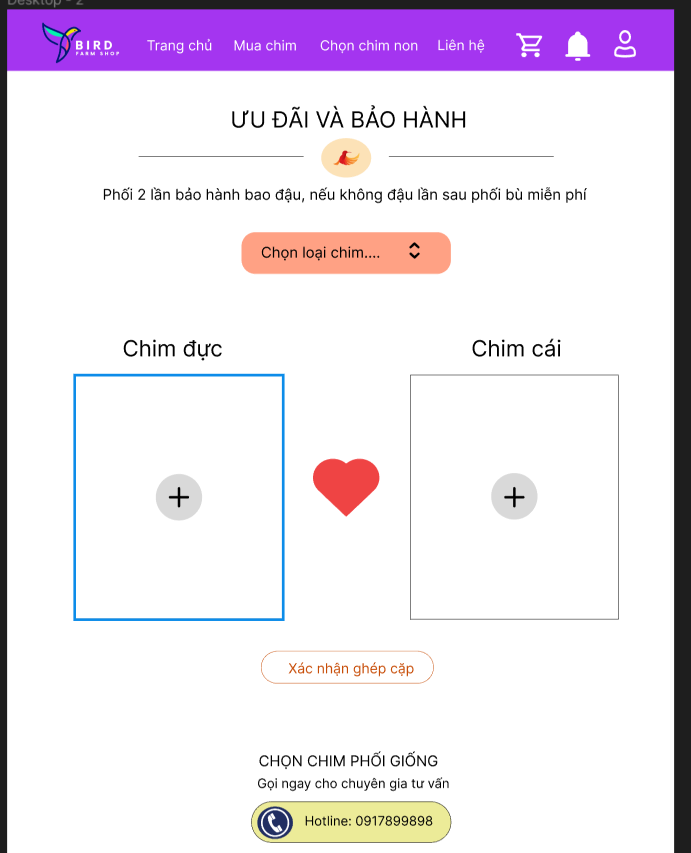 Desktop - 2
BIRD
FARM SHOP
Trang chủ
Mua chim
Chọn chim non
Liên hệ
ƯU ĐÃI VÀ BẢO HÀNH
Phối 2 lần bảo hành bao đậu, nếu không đậu lần sau phối bù miễn phí
Chọn loại chim....
Chim đực
Chim cái
Xác nhận ghép cặp
CHỌN CHIM PHỐI GIỐNG
Gọi ngay cho chuyên gia tư vấn
Hotline: 0917899898